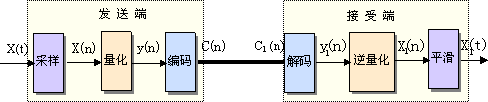 发送端
接受端
X(t)
采样
X(n)
量化
y(n)
编码
C(n)
C₁(n)
解码
y₁(n)
逆量化
X₁(n)
平滑
X₁(t)